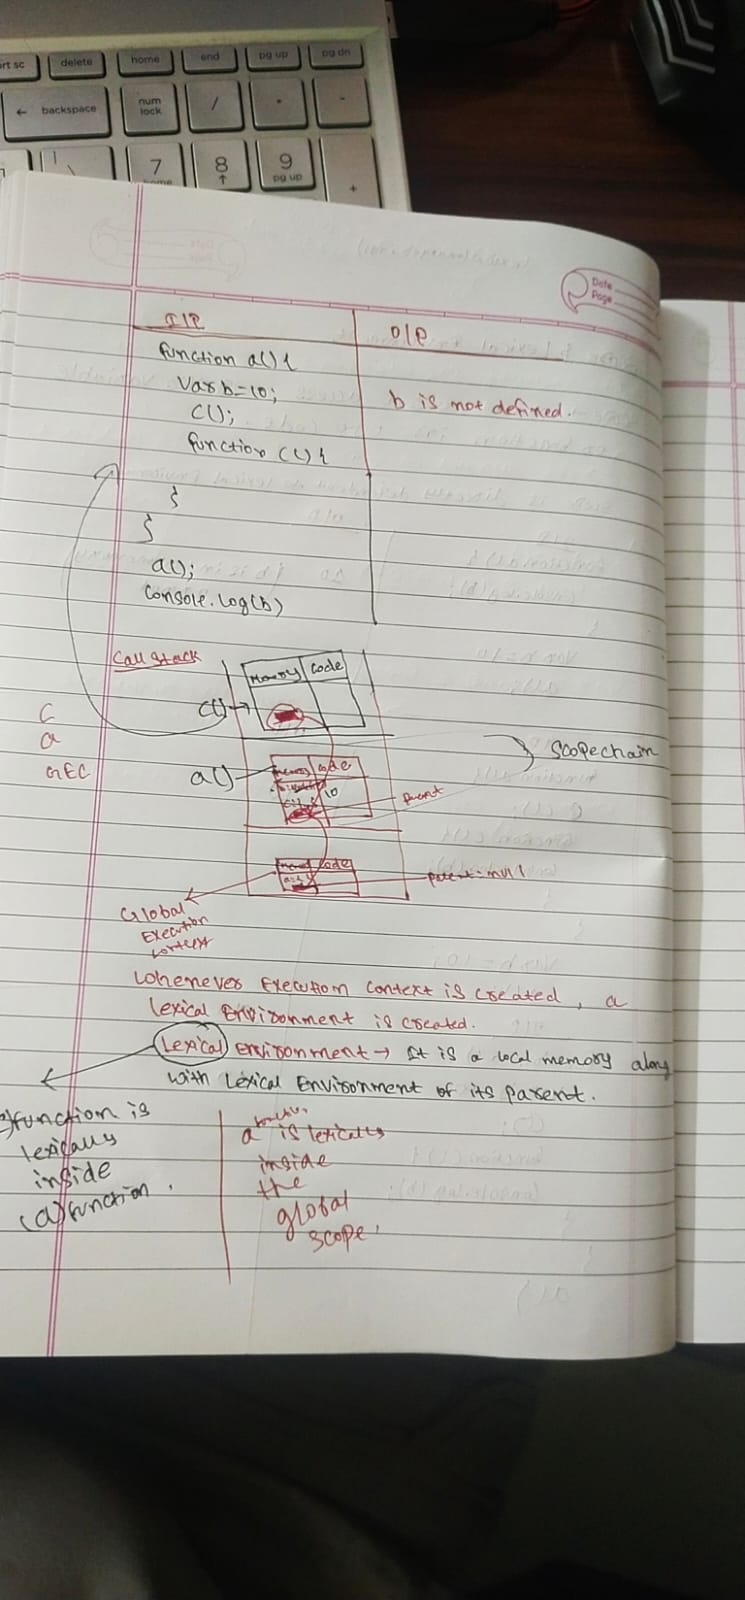 rt sc delete home end pg up pg dn
← backspace num lock / * -
7 8 9 +
home ↑ pg up
Date
Page
I/P O/P
function a() {
Var b=10; b is not defined.
c();
function c() {
}
}
a();
Console.log(b)
Call stack
Memory Code
c() →
C
a
GEC
Scopechain
a() memory code
10
Parent
code
Parent: null
Global
Execution
context
Whenever Execution Context is created, a
lexical Environment is created.
Lexical Environment → It is a local memory along
with Lexical Environment of its Parent.
function is
lexically
inside
(a) function.
a is lexically
inside
the
global
scope.